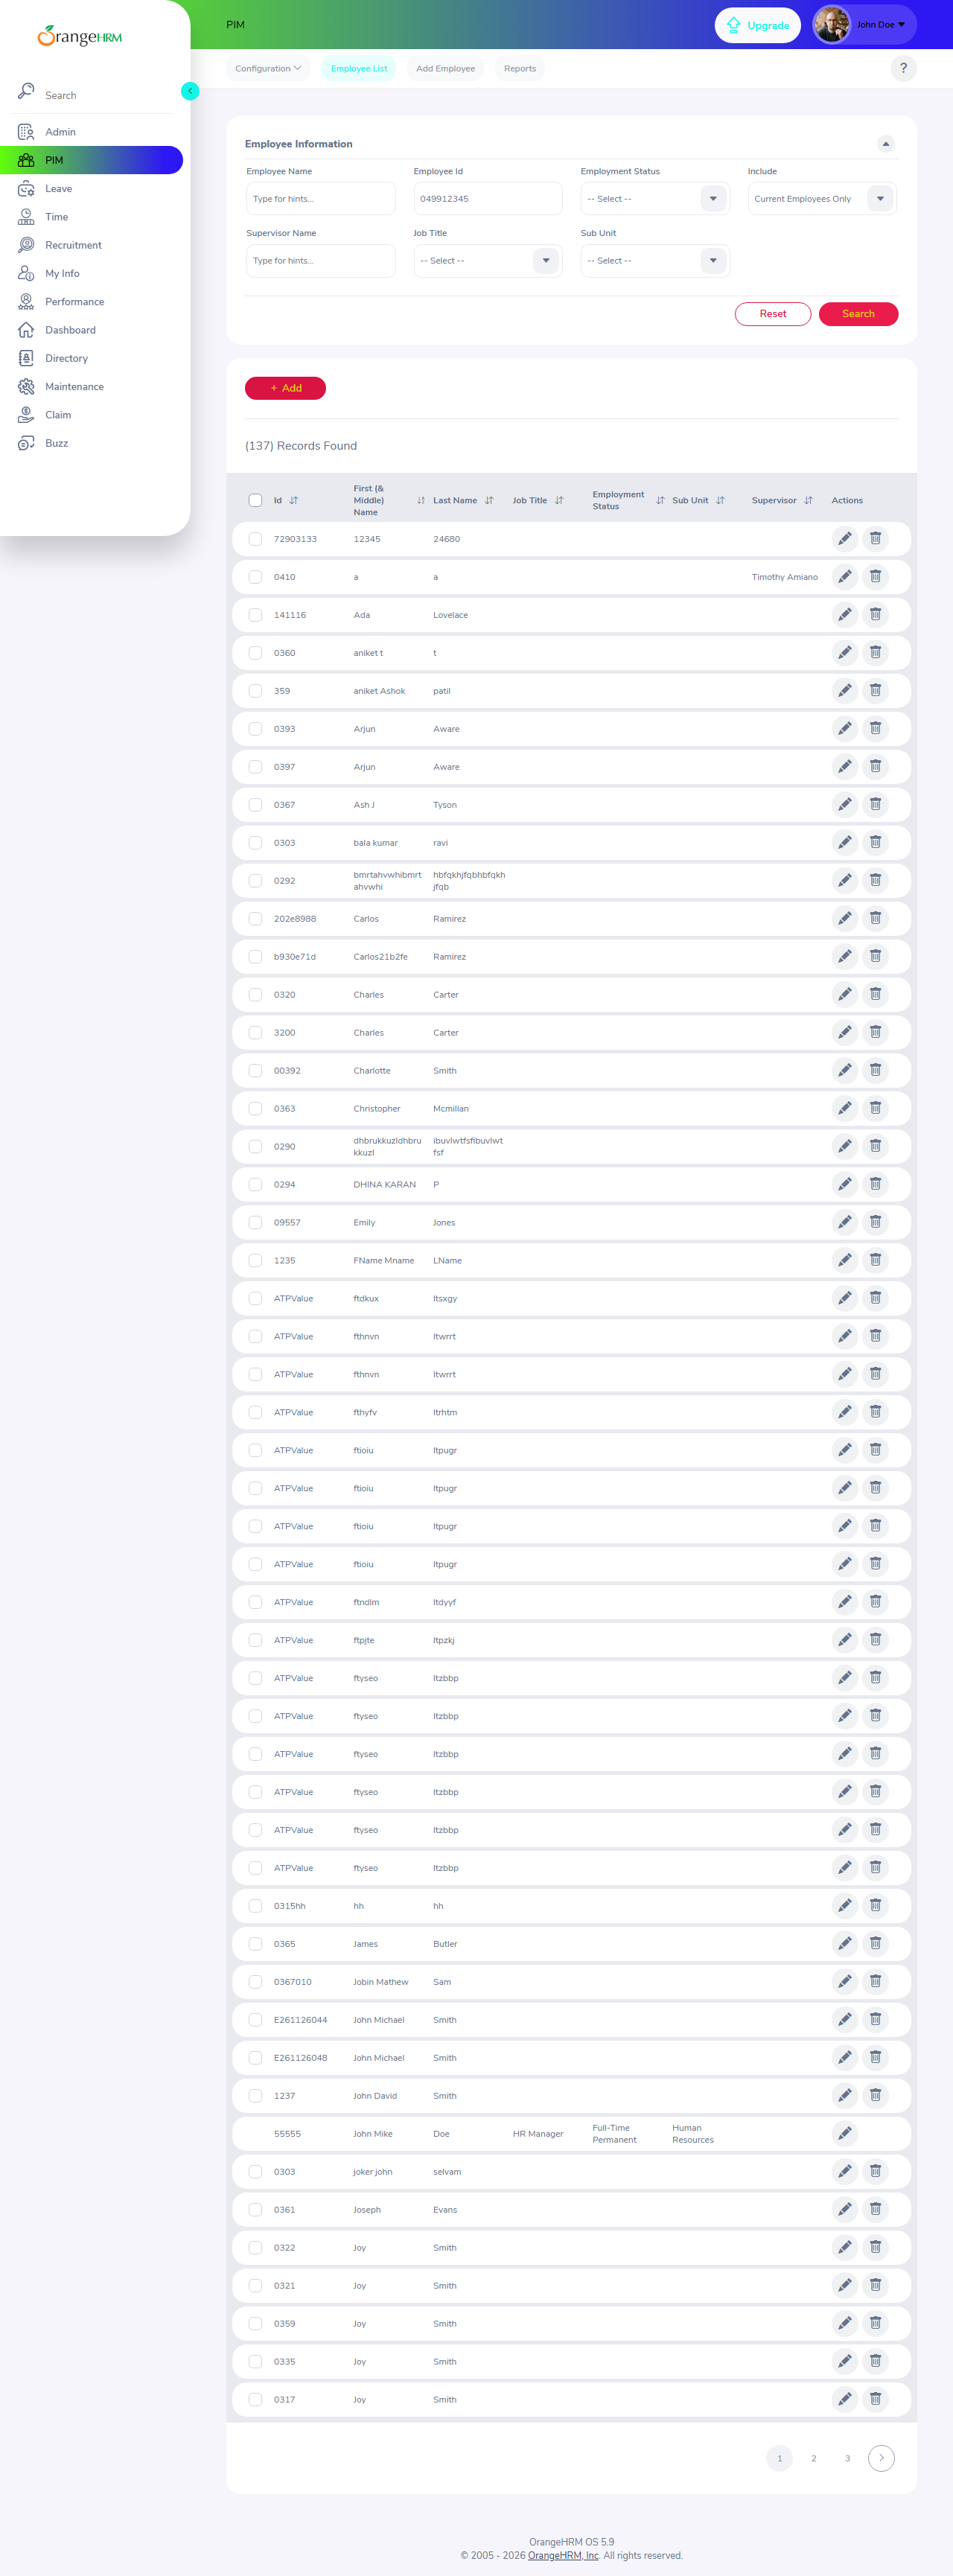 OrangeHRM
PIM
Upgrade
John Doe
Search
Configuration
Employee List
Add Employee
Reports
?
Admin
PIM
Leave
Time
Recruitment
My Info
Performance
Dashboard
Directory
Maintenance
Claim
Buzz
Employee Information
Employee Name Employee Id Employment Status Include
Type for hints... 049912345 -- Select -- Current Employees Only
Supervisor Name Job Title Sub Unit
Type for hints... -- Select -- -- Select --
Reset Search
+ Add
(137) Records Found
Id First (& Middle) Name Last Name Job Title Employment Status Sub Unit Supervisor Actions
72903133 12345 24680
0410 a a Timothy Amiano
141116 Ada Lovelace
0360 aniket t t
359 aniket Ashok patil
0393 Arjun Aware
0397 Arjun Aware
0367 Ash J Tyson
0303 bala kumar ravi
0292 bmrtahvwhibmrtahvwhi hbfqkhjfqbhbfqkhjfqb
202e8988 Carlos Ramirez
b930e71d Carlos21b2fe Ramirez
0320 Charles Carter
3200 Charles Carter
00392 Charlotte Smith
0363 Christopher Mcmillan
0290 dhbrukkuzldhbrukkuzl ibuvlwtfsfibuvlwtfsf
0294 DHINA KARAN P
09557 Emily Jones
1235 FName Mname LName
ATPValue ftdkux ltsxgy
ATPValue fthnvn ltwrrt
ATPValue fthnvn ltwrrt
ATPValue fthyfv ltrhtm
ATPValue ftioiu ltpugr
ATPValue ftioiu ltpugr
ATPValue ftioiu ltpugr
ATPValue ftioiu ltpugr
ATPValue ftndlm ltdyyf
ATPValue ftpjte ltpzkj
ATPValue ftyseo ltzbbp
ATPValue ftyseo ltzbbp
ATPValue ftyseo ltzbbp
ATPValue ftyseo ltzbbp
ATPValue ftyseo ltzbbp
ATPValue ftyseo ltzbbp
0315hh hh hh
0365 James Butler
0367010 Jobin Mathew Sam
E261126044 John Michael Smith
E261126048 John Michael Smith
1237 John David Smith
55555 John Mike Doe HR Manager Full-Time Permanent Human Resources
0303 joker john selvam
0361 Joseph Evans
0322 Joy Smith
0321 Joy Smith
0359 Joy Smith
0335 Joy Smith
0317 Joy Smith
1 2 3
OrangeHRM OS 5.9
© 2005 - 2026 OrangeHRM, Inc. All rights reserved.